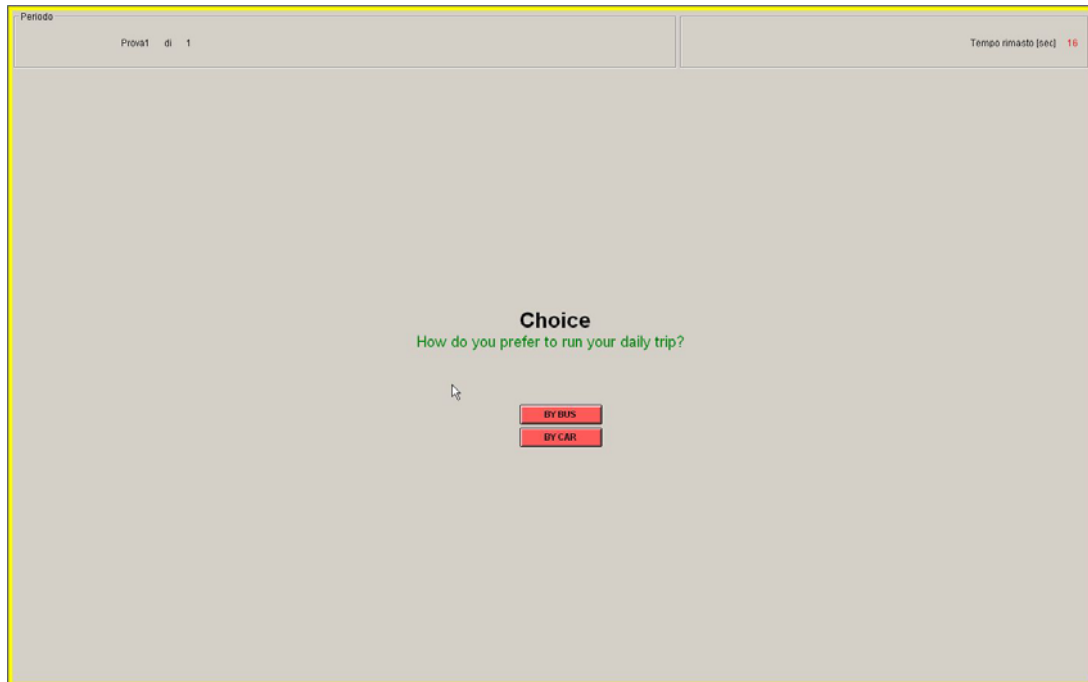 Periodo
Prova1 di 1
Tempo rimasto [sec] 16
Choice
How do you prefer to run your daily trip?
BY BUS
BY CAR